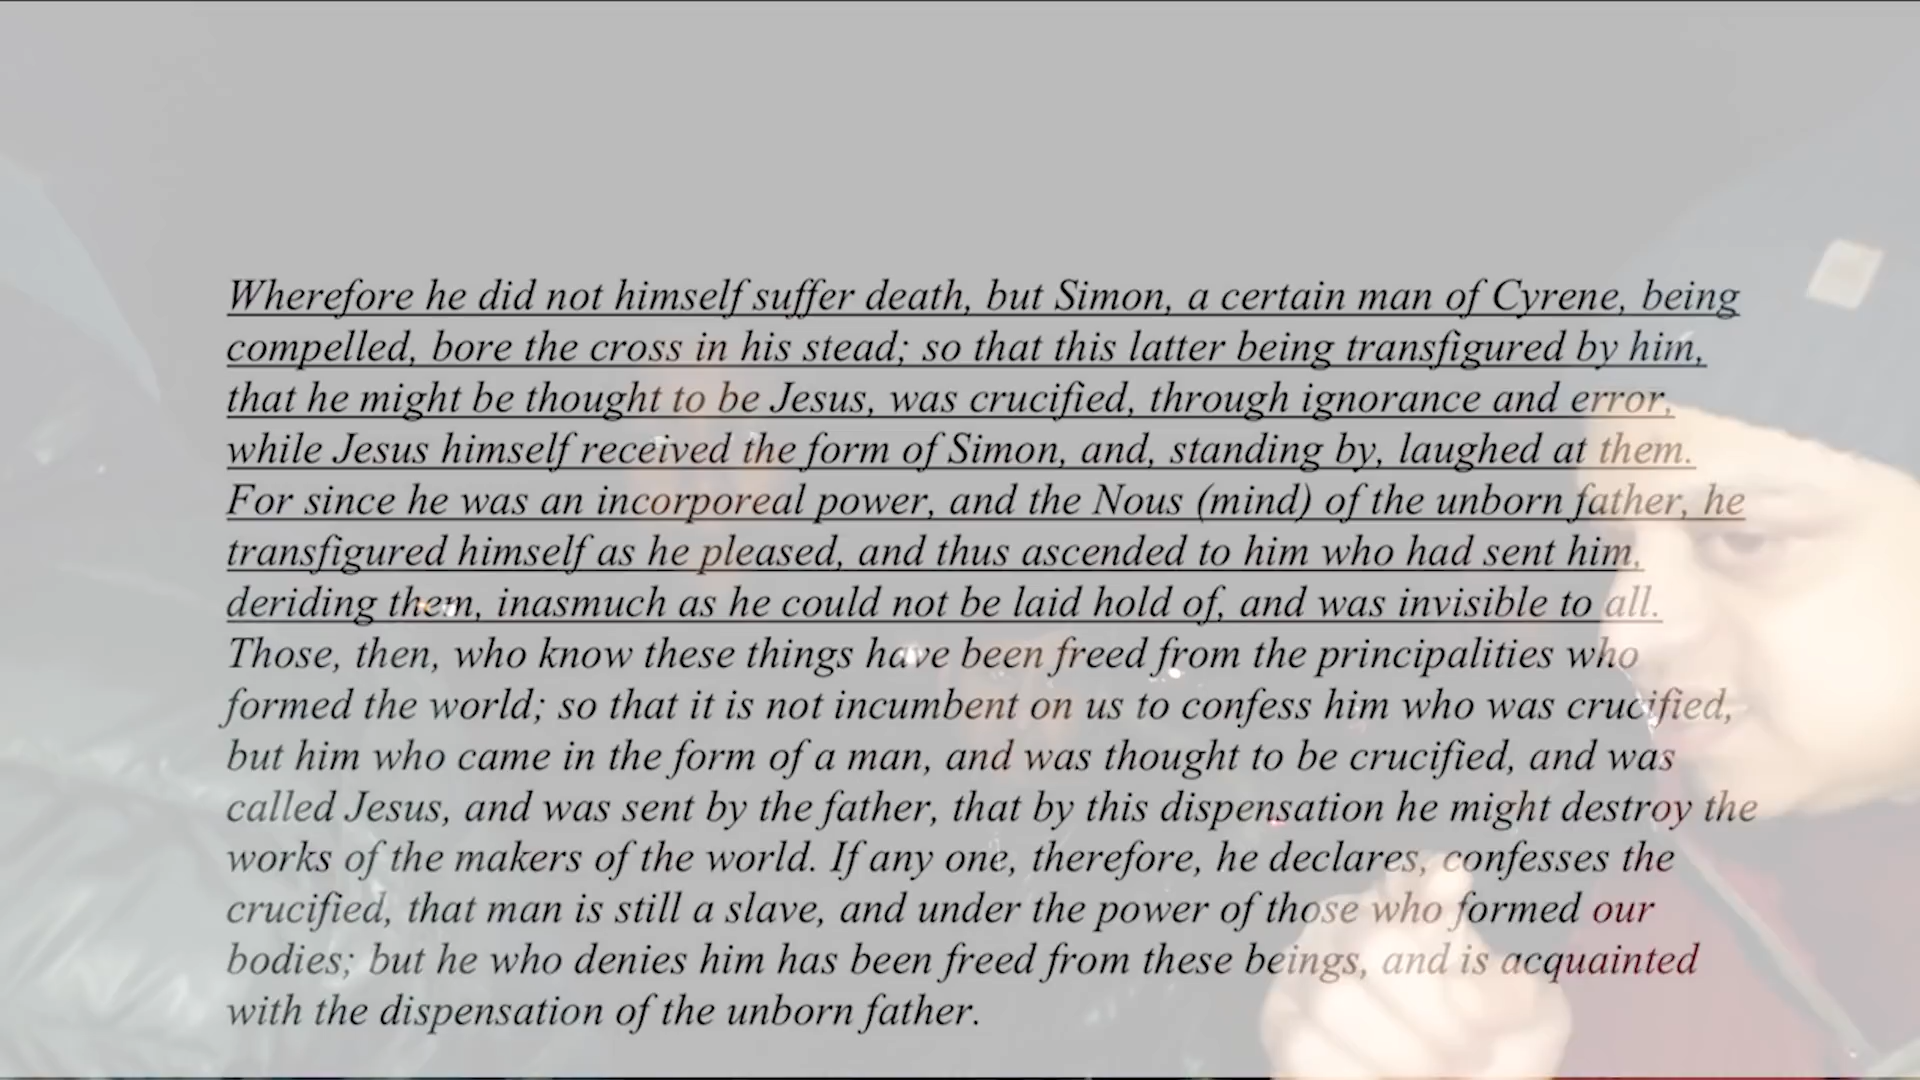 Wherefore he did not himself suffer death, but Simon, a certain man of Cyrene, being
compelled, bore the cross in his stead; so that this latter being transfigured by him,
that he might be thought to be Jesus, was crucified, through ignorance and error,
while Jesus himself received the form of Simon, and, standing by, laughed at them.
For since he was an incorporeal power, and the Nous (mind) of the unborn father, he
transfigured himself as he pleased, and thus ascended to him who had sent him,
deriding them, inasmuch as he could not be laid hold of, and was invisible to all.
Those, then, who know these things have been freed from the principalities who
formed the world; so that it is not incumbent on us to confess him who was crucified,
but him who came in the form of a man, and was thought to be crucified, and was
called Jesus, and was sent by the father, that by this dispensation he might destroy the
works of the makers of the world. If any one, therefore, he declares, confesses the
crucified, that man is still a slave, and under the power of those who formed our
bodies; but he who denies him has been freed from these beings, and is acquainted
with the dispensation of the unborn father.